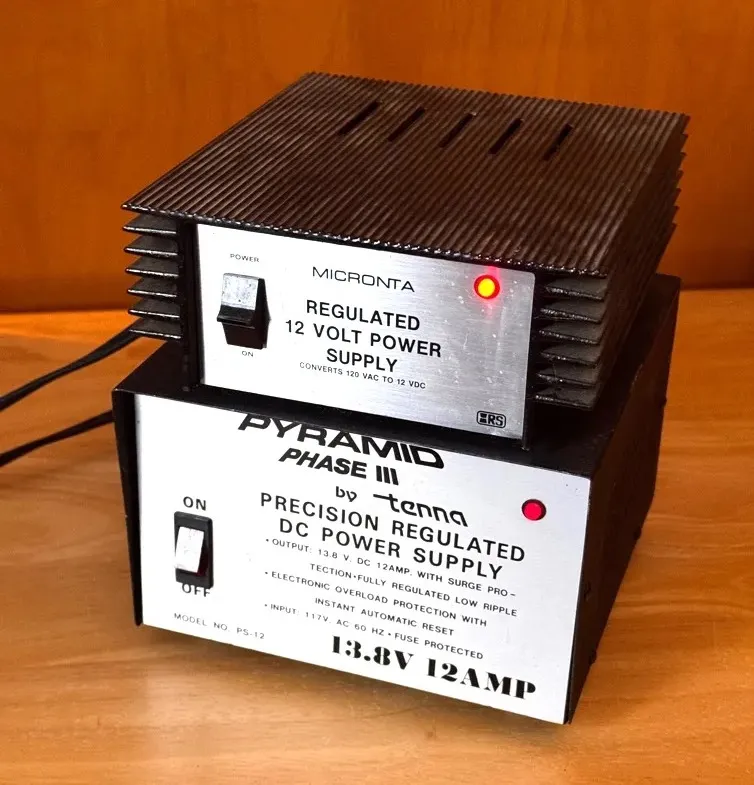 POWER
MICRONTA
REGULATED
12 VOLT POWER
SUPPLY
CONVERTS 120 VAC TO 12 VDC
ON
RS
PYRAMID
PHASE III
by tenna
PRECISION REGULATED
DC POWER SUPPLY
•OUTPUT: 13.8 V. DC 12AMP. WITH SURGE PRO-
TECTION•FULLY REGULATED LOW RIPPLE
•ELECTRONIC OVERLOAD PROTECTION WITH
INSTANT AUTOMATIC RESET
•INPUT: 117V. AC 60 HZ•FUSE PROTECTED
ON
OFF
MODEL NO. PS-12
13.8V 12AMP